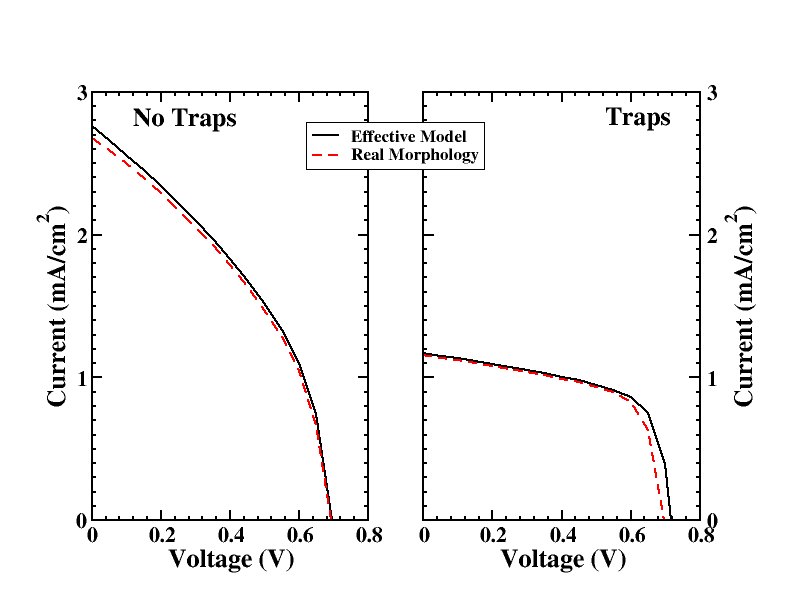 No Traps
Effective Model
Real Morphology
Current (mA/cm²)
3
2
1
0
0 0.2 0.4 0.6 0.8
Voltage (V)
Traps
3
2
1
0
0 0.2 0.4 0.6 0.8
Voltage (V)
Current (mA/cm²)